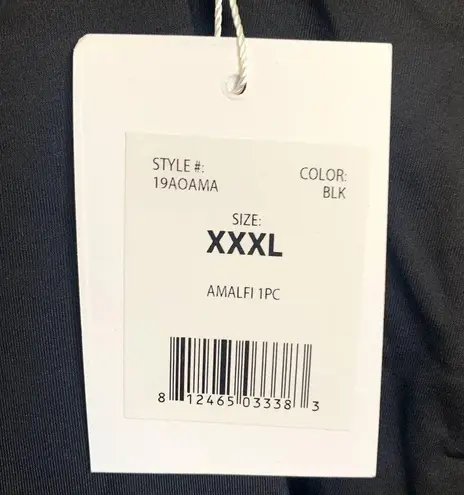 STYLE #:
19AOAMA
COLOR:
BLK
SIZE:
XXXL
AMALFI 1PC
8 12465 03338 3